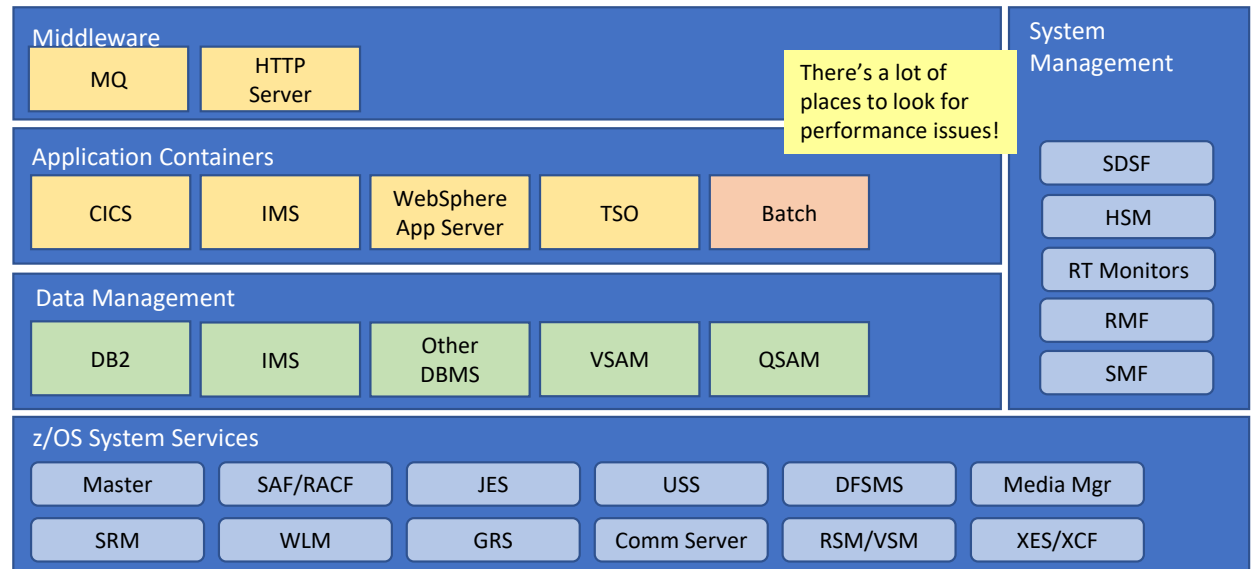 Middleware
MQ
HTTP
Server
There's a lot of
places to look for
performance issues!
System
Management
Application Containers
CICS
IMS
WebSphere
App Server
TSO
Batch
SDSF
HSM
RT Monitors
RMF
SMF
Data Management
DB2
IMS
Other
DBMS
VSAM
QSAM
z/OS System Services
Master
SAF/RACF
JES
USS
DFSMS
Media Mgr
SRM
WLM
GRS
Comm Server
RSM/VSM
XES/XCF